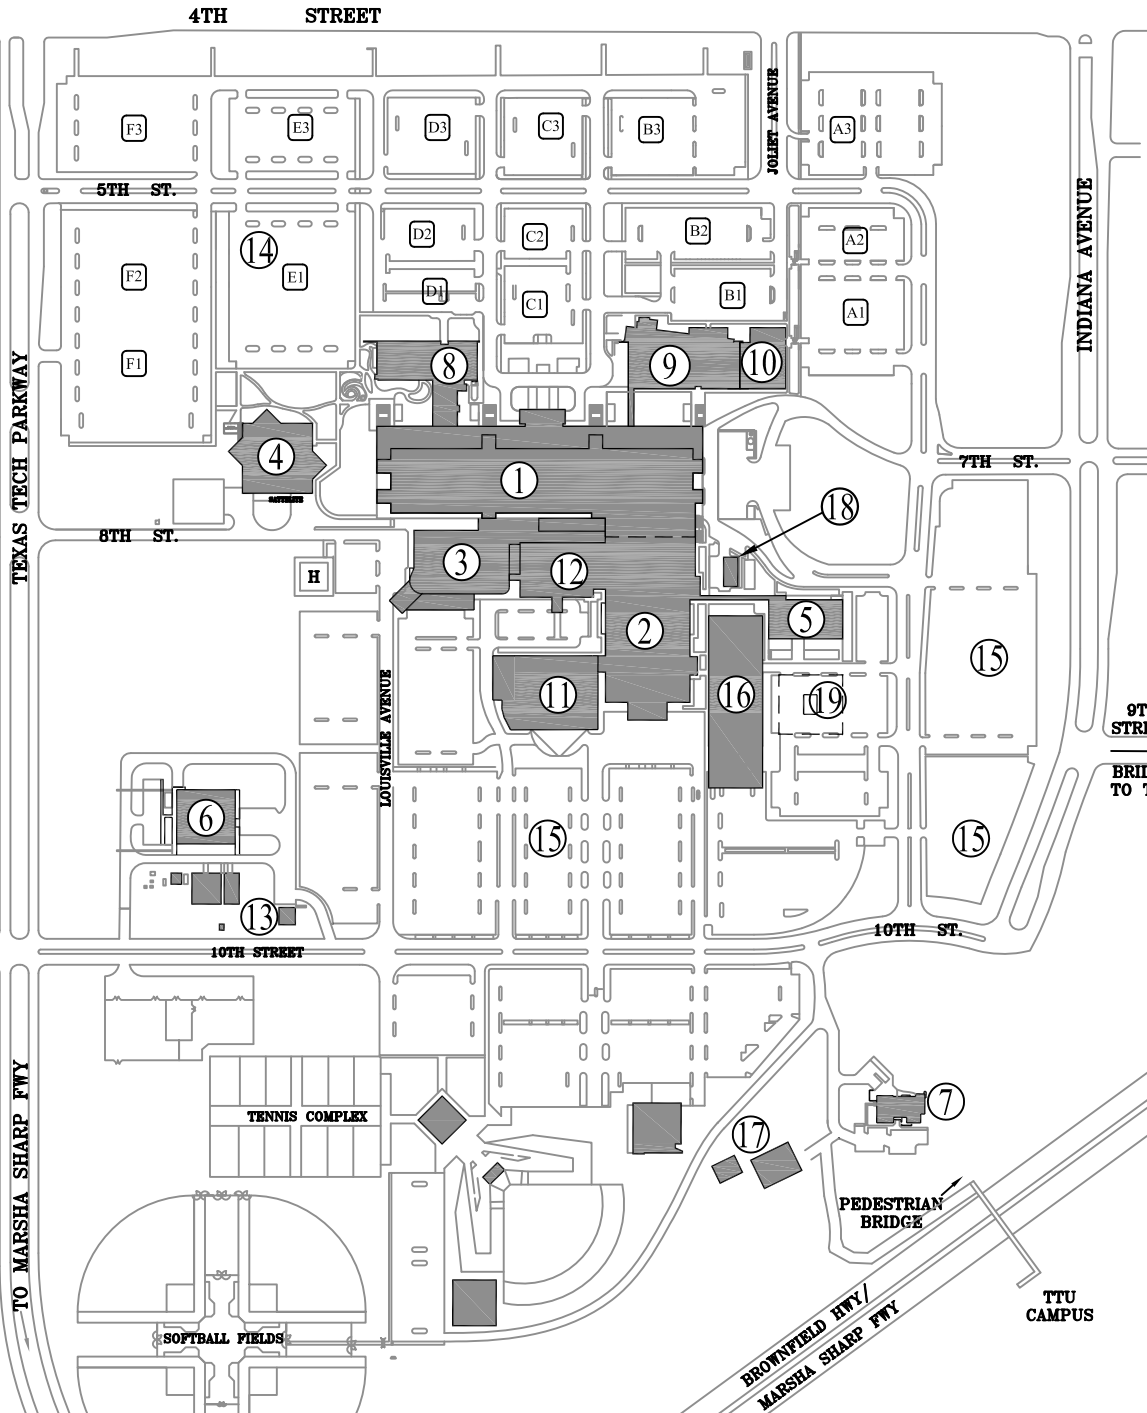 4TH STREET
JOLIET AVENUE
F3
E3
D3
C3
B3
A3
5TH ST.
INDIANA AVENUE
F2
14
E1
D2
C2
B2
A2
D1
C1
B1
A1
F1
TEXAS TECH PARKWAY
8
9
10
4
1
7TH ST.
SATTELITE
18
8TH ST.
H
3
12
5
2
15
LOUISVILLE AVENUE
11
16
19
9T
STRE
BRID
TO T
6
15
15
13
10TH STREET
10TH ST.
TO MARSHA SHARP FWY
TENNIS COMPLEX
7
17
PEDESTRIAN
BRIDGE
TTU
CAMPUS
SOFTBALL FIELDS
BROWNFIELD HWY/
MARSHA SHARP FWY